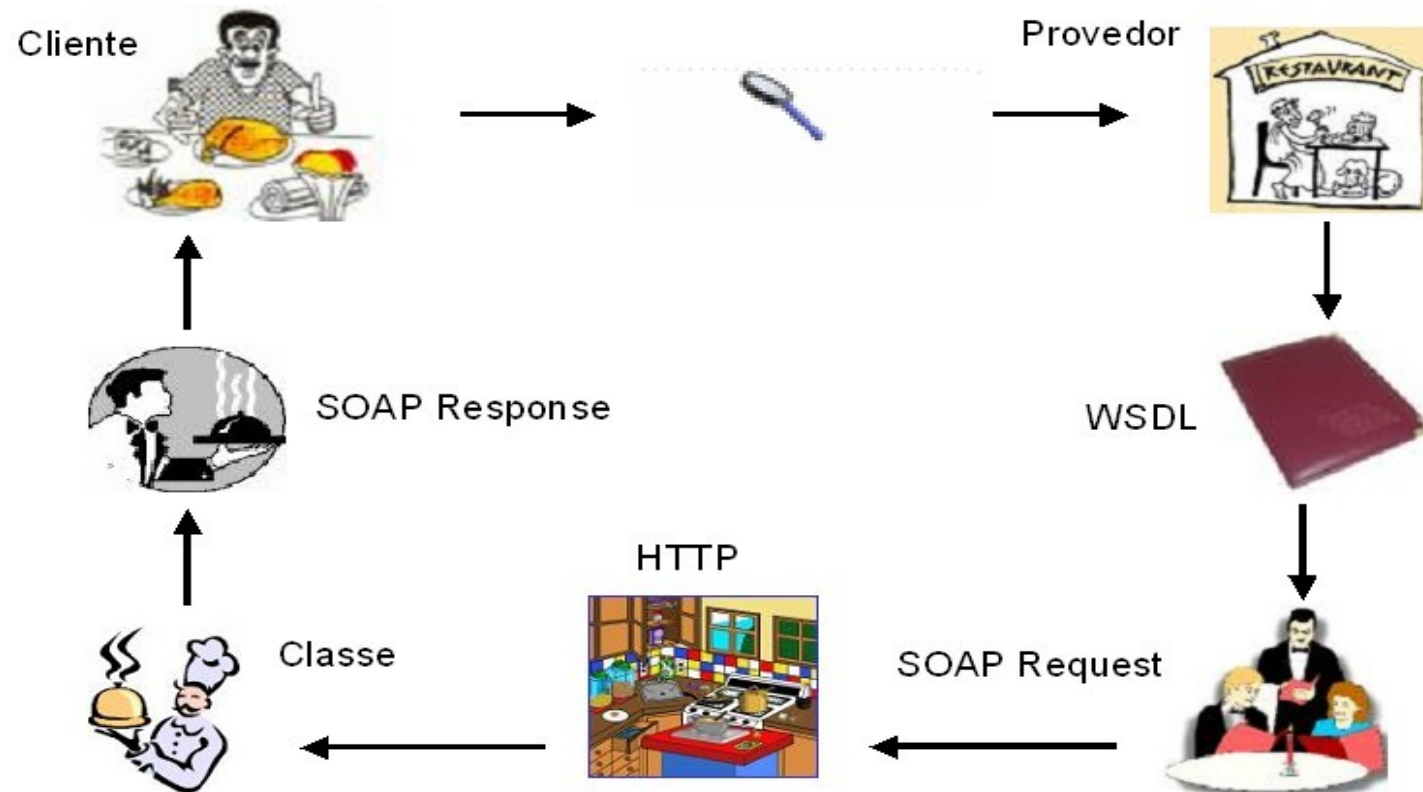 Cliente
Provedor
RESTAURANT
SOAP Response
WSDL
HTTP
Classe
SOAP Request